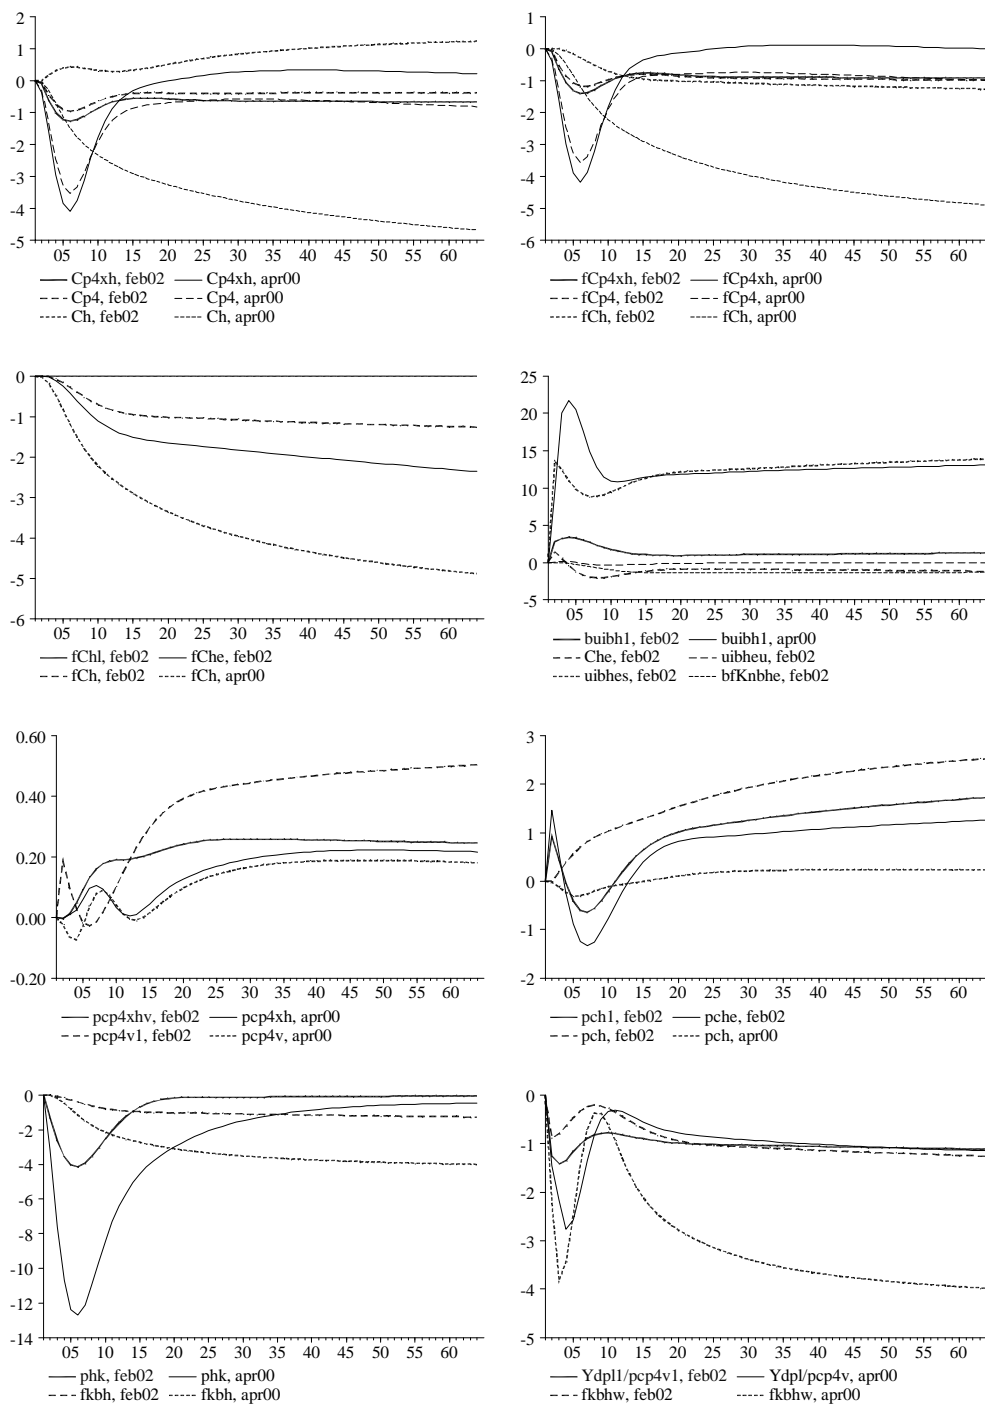 2
1
0
-1
-2
-3
-4
-5
05 10 15 20 25 30 35 40 45 50 55 60
Cp4xh, feb02 Cp4xh, apr00
Cp4, feb02 Cp4, apr00
Ch, feb02 Ch, apr00
1
0
-1
-2
-3
-4
-5
-6
05 10 15 20 25 30 35 40 45 50 55 60
fCp4xh, feb02 fCp4xh, apr00
fCp4, feb02 fCp4, apr00
fCh, feb02 fCh, apr00
0
-1
-2
-3
-4
-5
-6
05 10 15 20 25 30 35 40 45 50 55 60
fChl, feb02 fChe, feb02
fCh, feb02 fCh, apr00
25
20
15
10
5
0
-5
05 10 15 20 25 30 35 40 45 50 55 60
buibh1, feb02 buibh1, apr00
Che, feb02 uibheu, feb02
uibhes, feb02 bfKnbhe, feb02
0.60
0.40
0.20
0.00
-0.20
05 10 15 20 25 30 35 40 45 50 55 60
pcp4xhv, feb02 pcp4xh, apr00
pcp4v1, feb02 pcp4v, apr00
3
2
1
0
-1
-2
05 10 15 20 25 30 35 40 45 50 55 60
pch1, feb02 pche, feb02
pch, feb02 pch, apr00
0
-2
-4
-6
-8
-10
-12
-14
05 10 15 20 25 30 35 40 45 50 55 60
phk, feb02 phk, apr00
fkbh, feb02 fkbh, apr00
0
-1
-2
-3
-4
-5
05 10 15 20 25 30 35 40 45 50 55 60
Ydpl1/pcp4v1, feb02 Ydpl/pcp4v, apr00
fkbhw, feb02 fkbhw, apr00